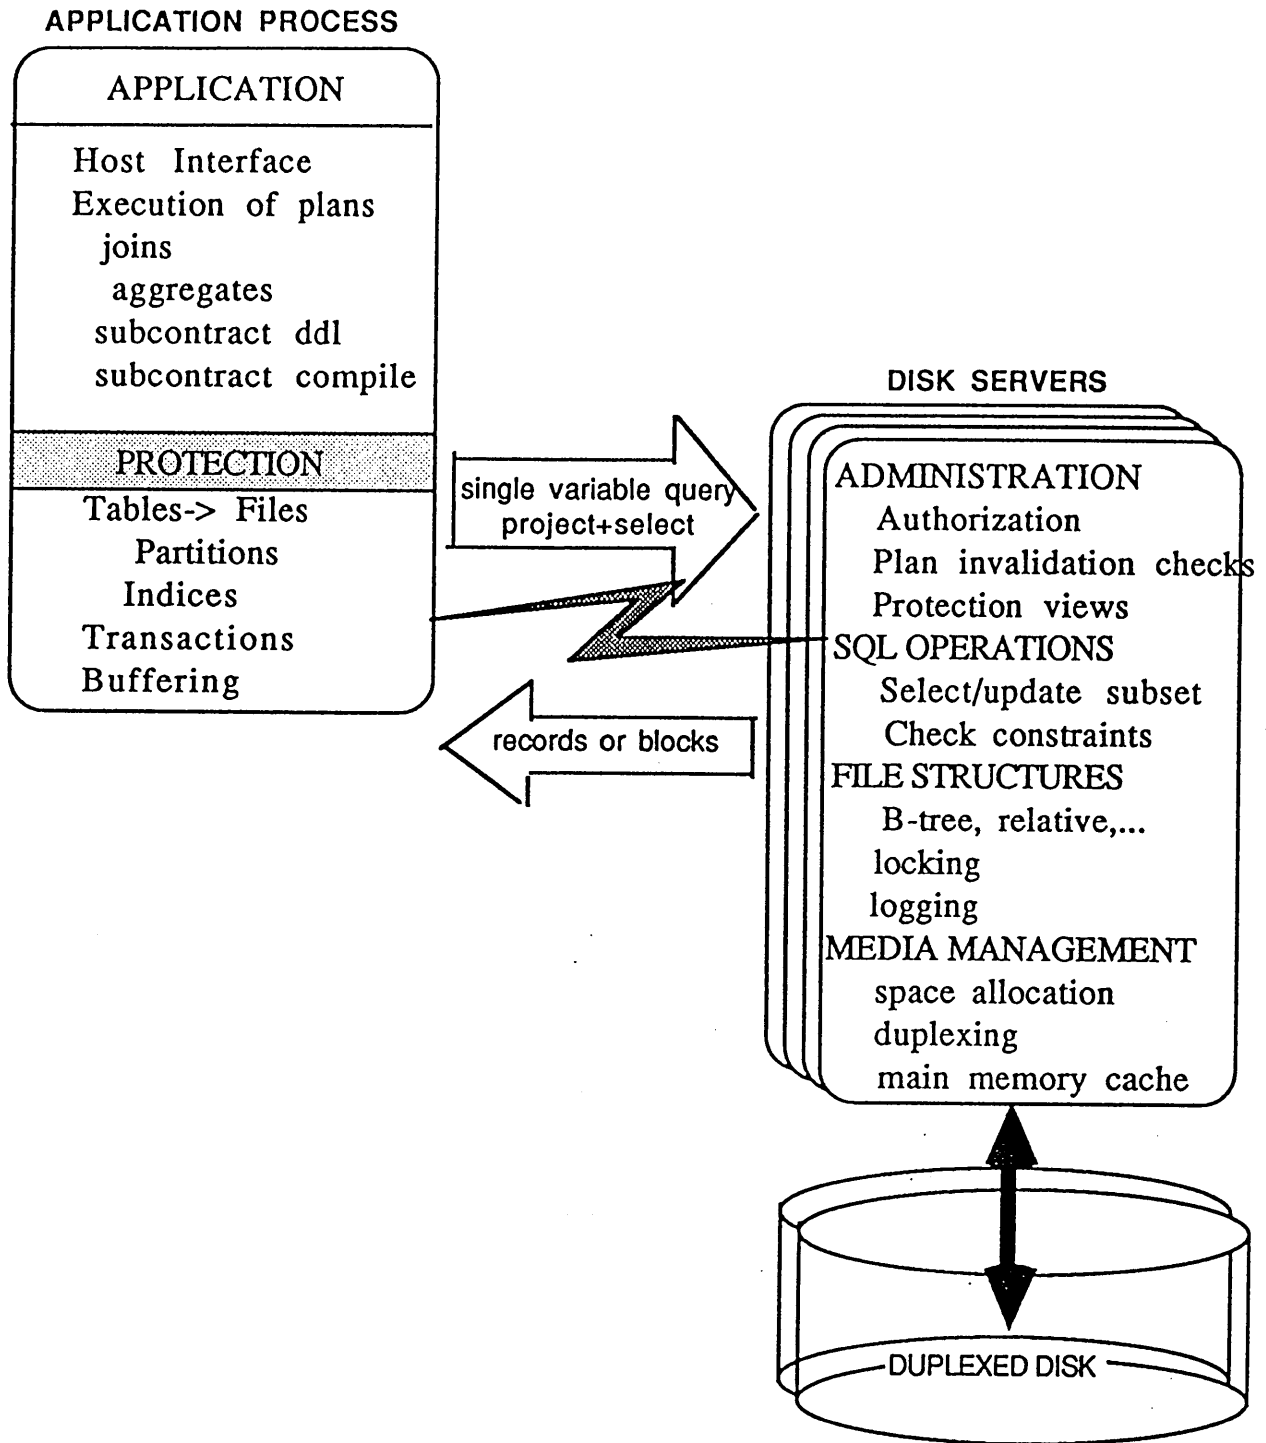 APPLICATION PROCESS
APPLICATION
Host Interface
Execution of plans
joins
aggregates
subcontract ddl
subcontract compile
PROTECTION
Tables-> Files
Partitions
Indices
Transactions
Buffering
single variable query
project+select
records or blocks
DISK SERVERS
ADMINISTRATION
Authorization
Plan invalidation checks
Protection views
SQL OPERATIONS
Select/update subset
Check constraints
FILE STRUCTURES
B-tree, relative,...
locking
logging
MEDIA MANAGEMENT
space allocation
duplexing
main memory cache
DUPLEXED DISK